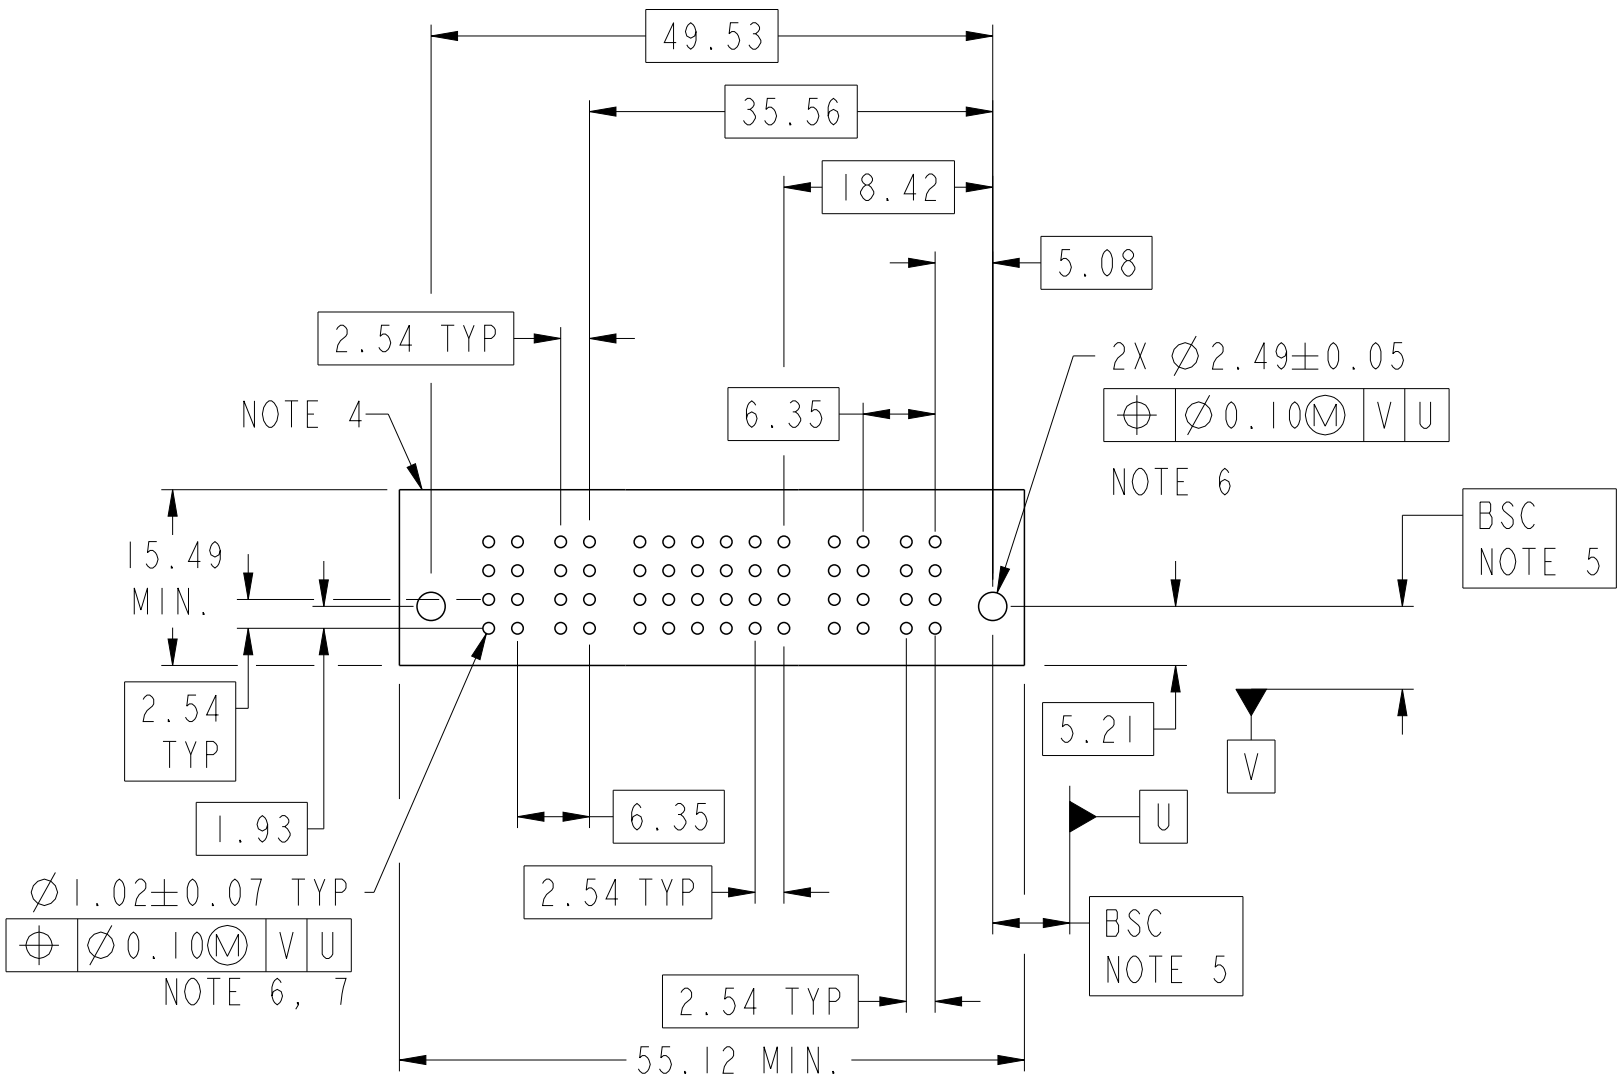 49.53
35.56
18.42
5.08
2.54 TYP
2X ∅2.49±0.05
NOTE 4
6.35
⌖ ∅0.10Ⓜ V U
NOTE 6
BSC
NOTE 5
15.49
MIN.
2.54
TYP
5.21
V
1.93
6.35
U
∅1.02±0.07 TYP
2.54 TYP
⌖ ∅0.10Ⓜ V U
BSC
NOTE 5
NOTE 6, 7
2.54 TYP
55.12 MIN.